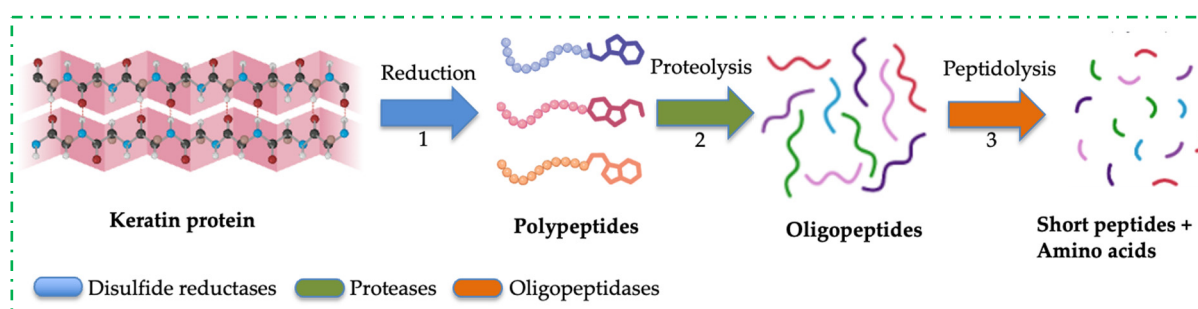 Reduction
1
Proteolysis
2
Peptidolysis
3
Keratin protein
Polypeptides
Oligopeptides
Short peptides +
Amino acids
Disulfide reductases
Proteases
Oligopeptidases